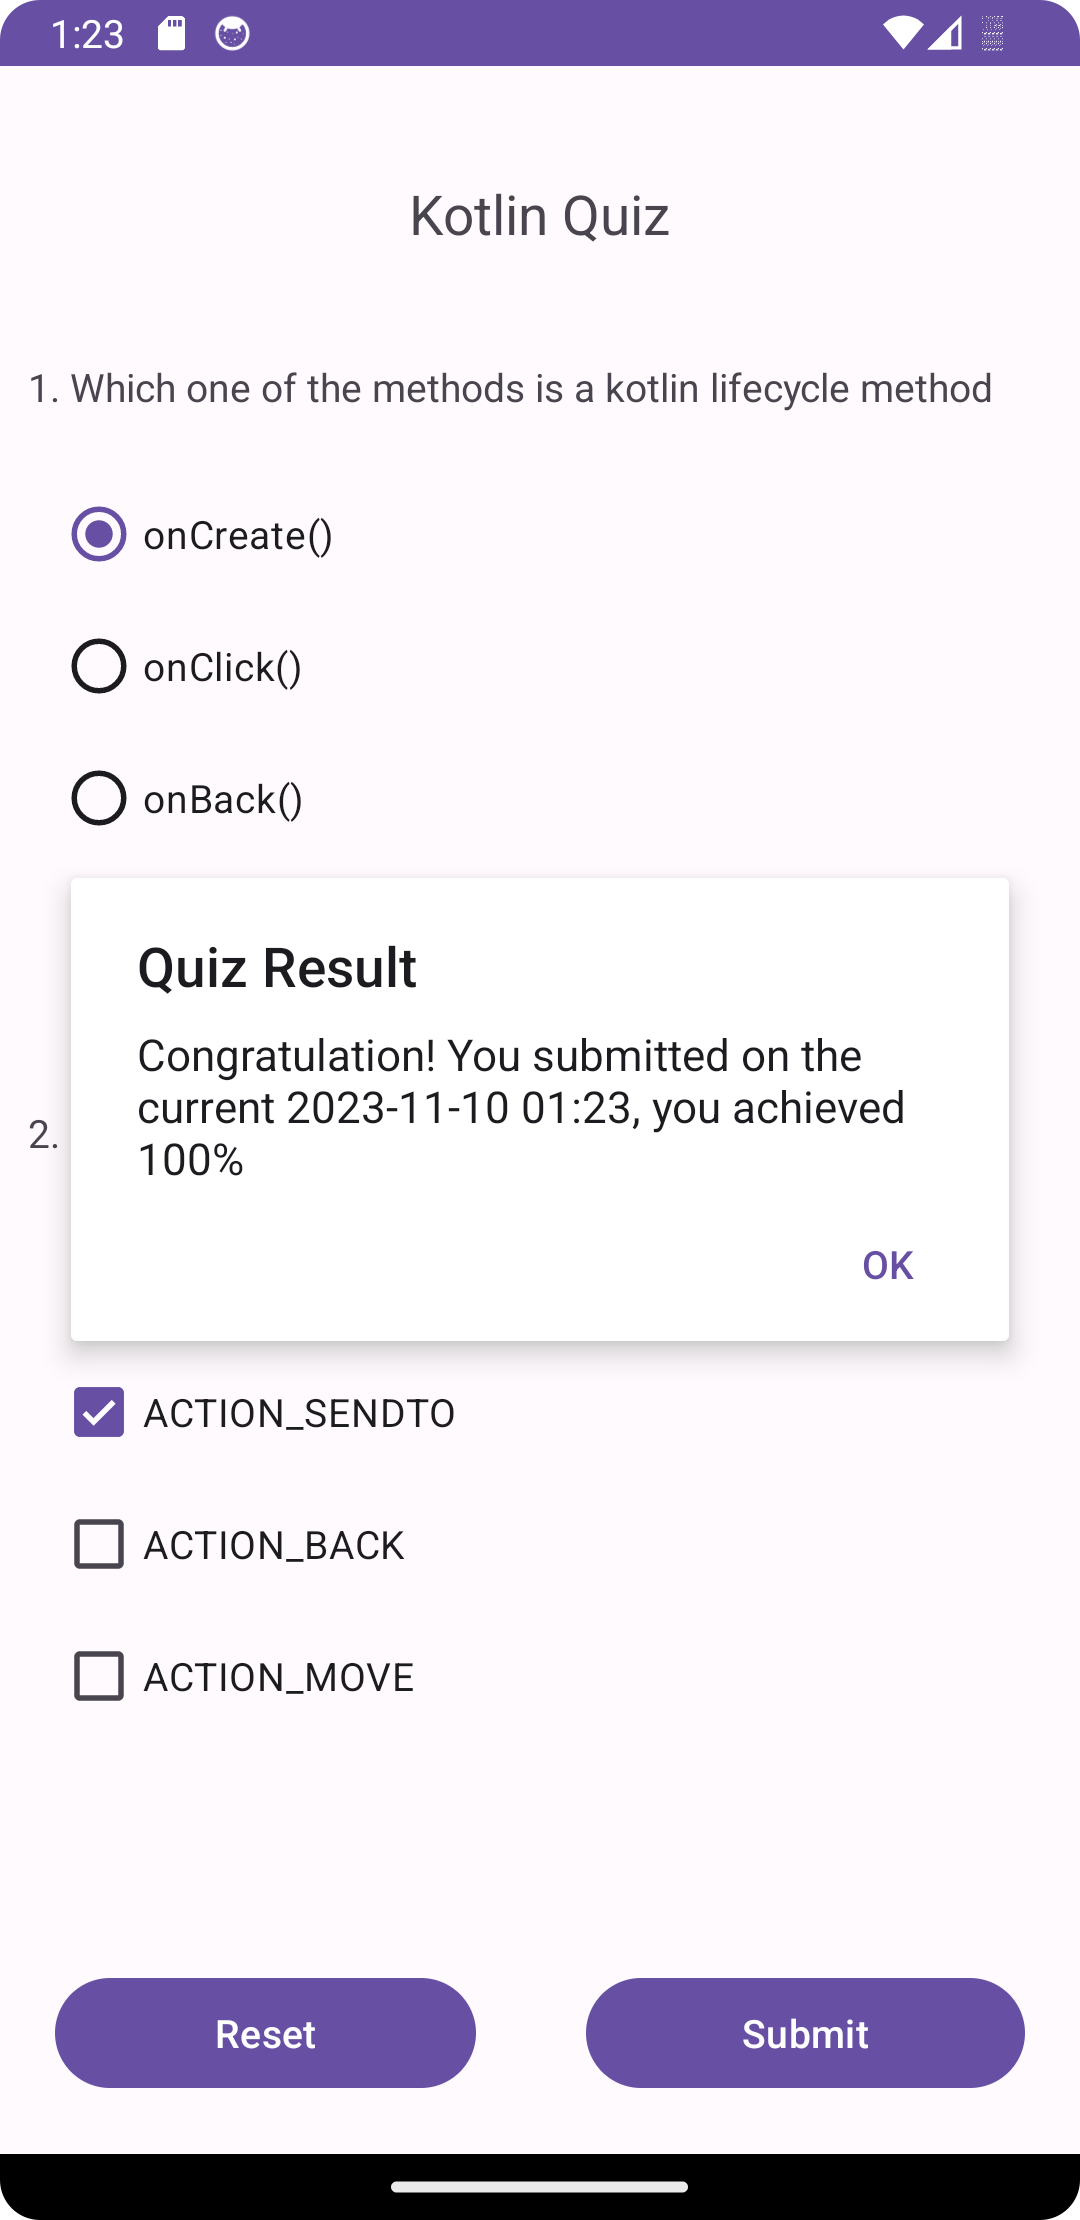 1:23
Kotlin Quiz
1. Which one of the methods is a kotlin lifecycle method
onCreate()
onClick()
onBack()
Quiz Result
Congratulation! You submitted on the
current 2023-11-10 01:23, you achieved
100%
2.
OK
ACTION_SENDTO
ACTION_BACK
ACTION_MOVE
Reset
Submit